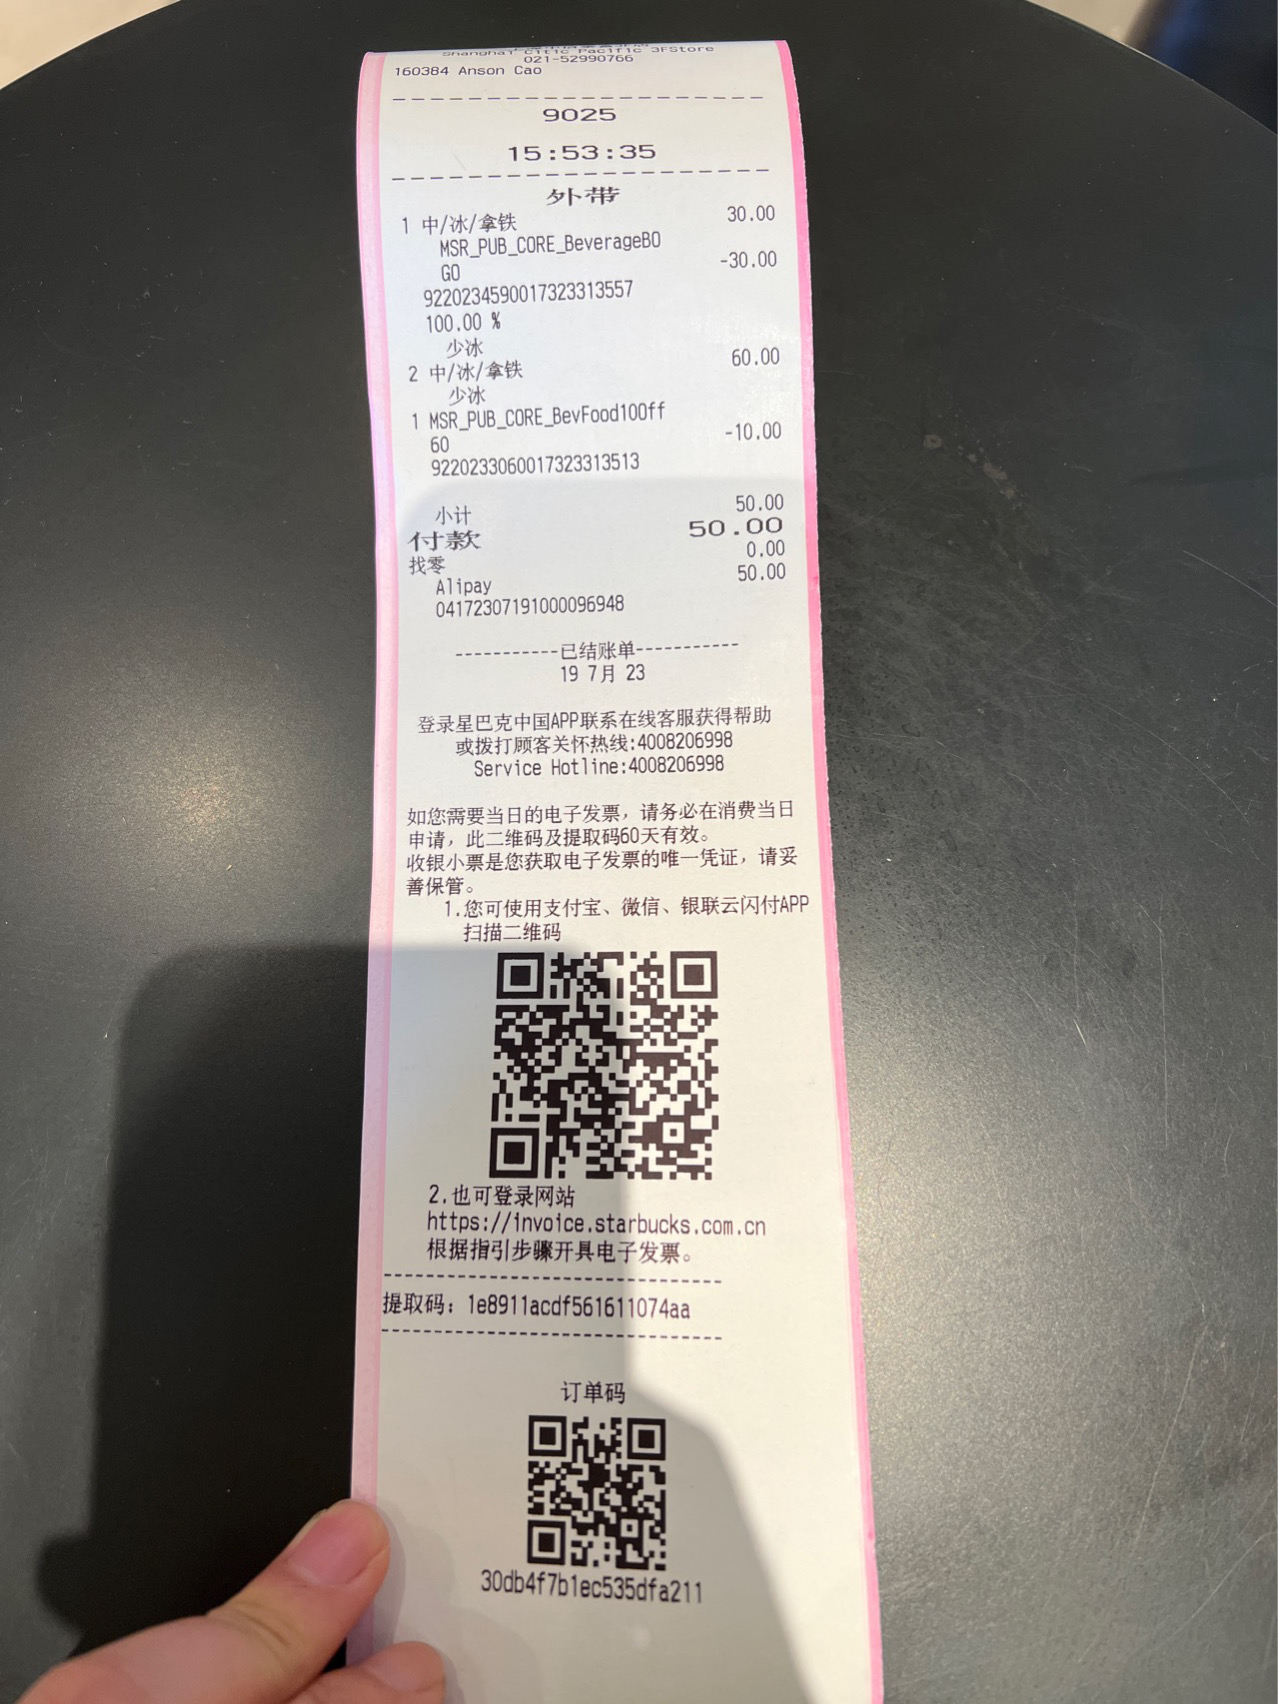 Shanghai Citic Pacific 3FStore
021-52990766
160384 Anson Cao
9025
15:53:35
外带
1 中/冰/拿铁 30.00
MSR_PUB_CORE_BeverageBO
GO -30.00
9220234590017323313557
100.00 %
少冰
2 中/冰/拿铁 60.00
少冰
1 MSR_PUB_CORE_BevFood10Off
60 -10.00
9220233060017323313513
小计 50.00
付款 50.00
找零 0.00
Alipay 50.00
04172307191000096948
-----------已结账单-----------
19 7月 23
登录星巴克中国APP联系在线客服获得帮助
或拨打顾客关怀热线:4008206998
Service Hotline:4008206998
如您需要当日的电子发票，请务必在消费当日
申请，此二维码及提取码60天有效。
收银小票是您获取电子发票的唯一凭证，请妥
善保管。
1.您可使用支付宝、微信、银联云闪付APP
扫描二维码
2.也可登录网站
https://invoice.starbucks.com.cn
根据指引步骤开具电子发票。
提取码: 1e8911acdf561611074aa
订单码
30db4f7b1ec535dfa211